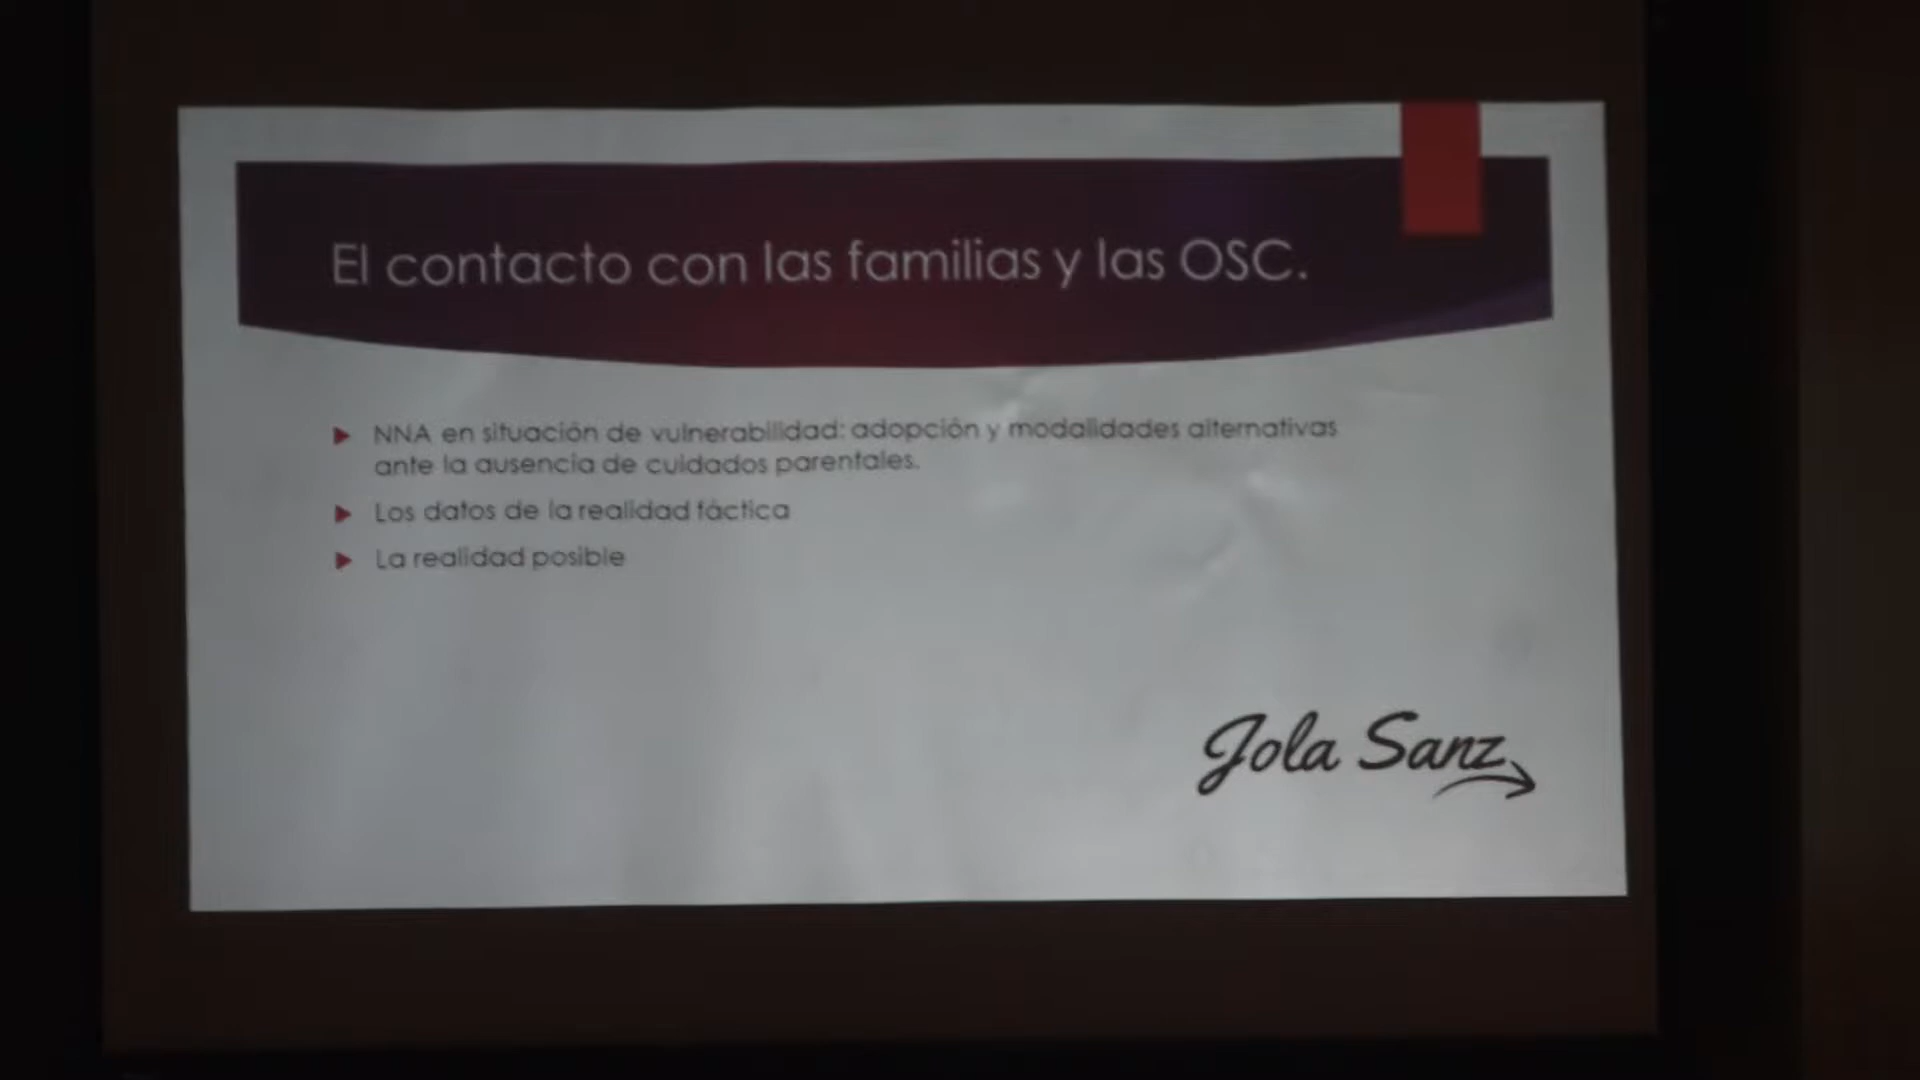 El contacto con las familias y las OSC.
NNA en situación de vulnerabilidad: adopción y modalidades alternativas
ante la ausencia de cuidados parentales.
Los datos de la realidad fáctica
La realidad posible
Jola Sanz